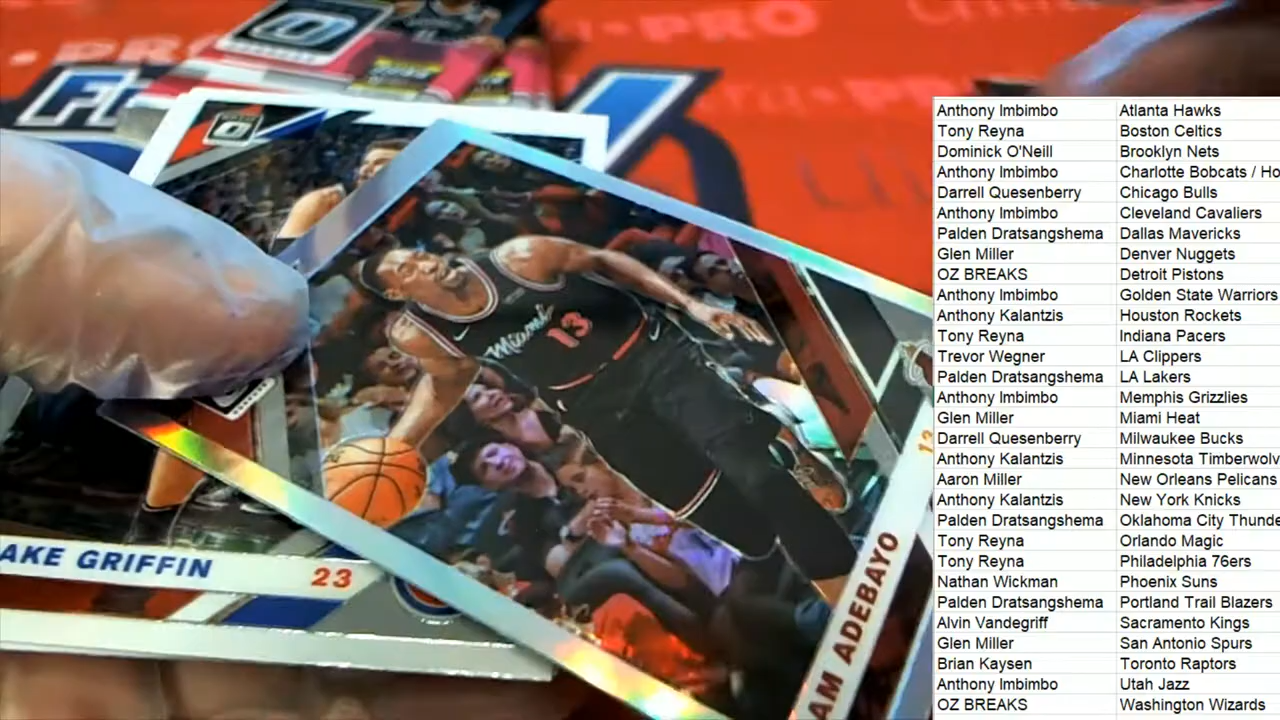 PRO
Miami
13
13
AM ADEBAYO
AKE GRIFFIN
23
Anthony Imbimbo Atlanta Hawks
Tony Reyna Boston Celtics
Dominick O'Neill Brooklyn Nets
Anthony Imbimbo Charlotte Bobcats / Ho
Darrell Quesenberry Chicago Bulls
Anthony Imbimbo Cleveland Cavaliers
Palden Dratsangshema Dallas Mavericks
Glen Miller Denver Nuggets
OZ BREAKS Detroit Pistons
Anthony Imbimbo Golden State Warriors
Anthony Kalantzis Houston Rockets
Tony Reyna Indiana Pacers
Trevor Wegner LA Clippers
Palden Dratsangshema LA Lakers
Anthony Imbimbo Memphis Grizzlies
Glen Miller Miami Heat
Darrell Quesenberry Milwaukee Bucks
Anthony Kalantzis Minnesota Timberwolv
Aaron Miller New Orleans Pelicans
Anthony Kalantzis New York Knicks
Palden Dratsangshema Oklahoma City Thunde
Tony Reyna Orlando Magic
Tony Reyna Philadelphia 76ers
Nathan Wickman Phoenix Suns
Palden Dratsangshema Portland Trail Blazers
Alvin Vandegriff Sacramento Kings
Glen Miller San Antonio Spurs
Brian Kaysen Toronto Raptors
Anthony Imbimbo Utah Jazz
OZ BREAKS Washington Wizards